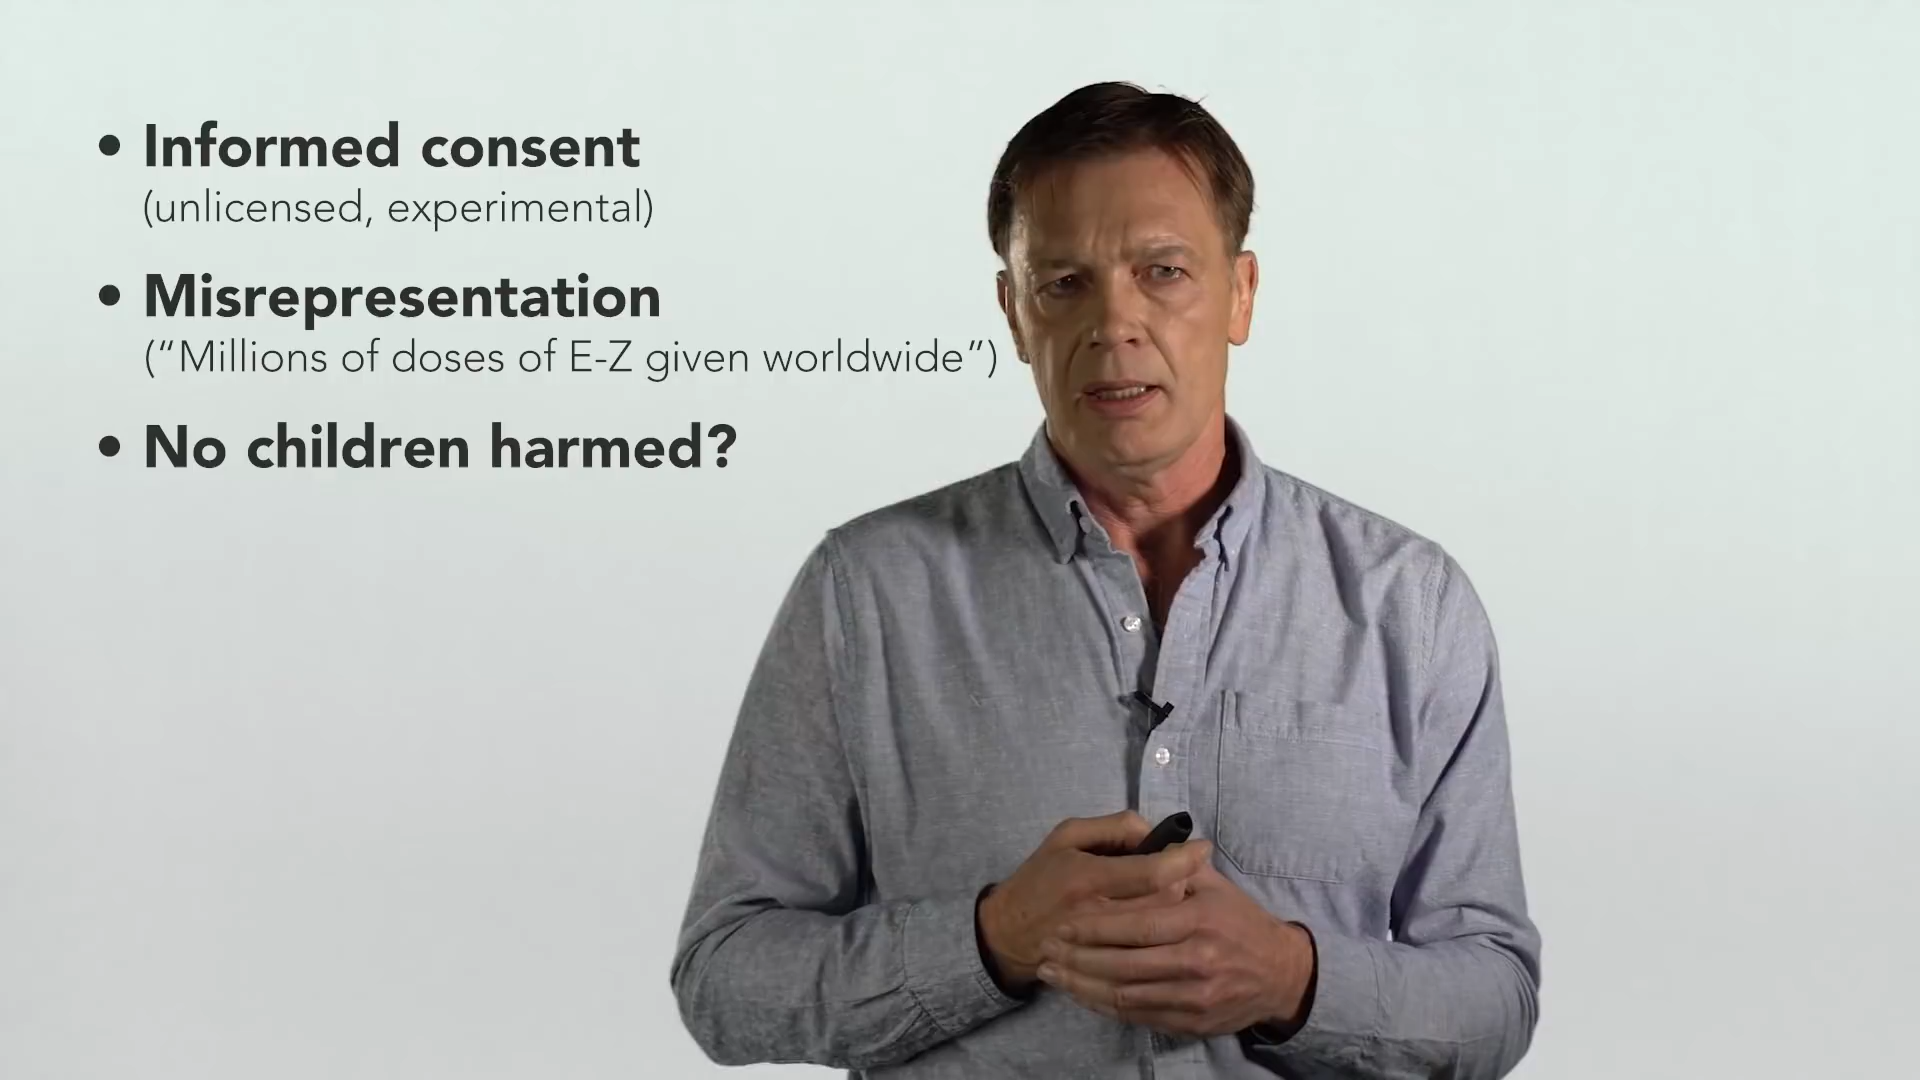 • Informed consent
(unlicensed, experimental)
• Misrepresentation
(“Millions of doses of E-Z given worldwide”)
• No children harmed?